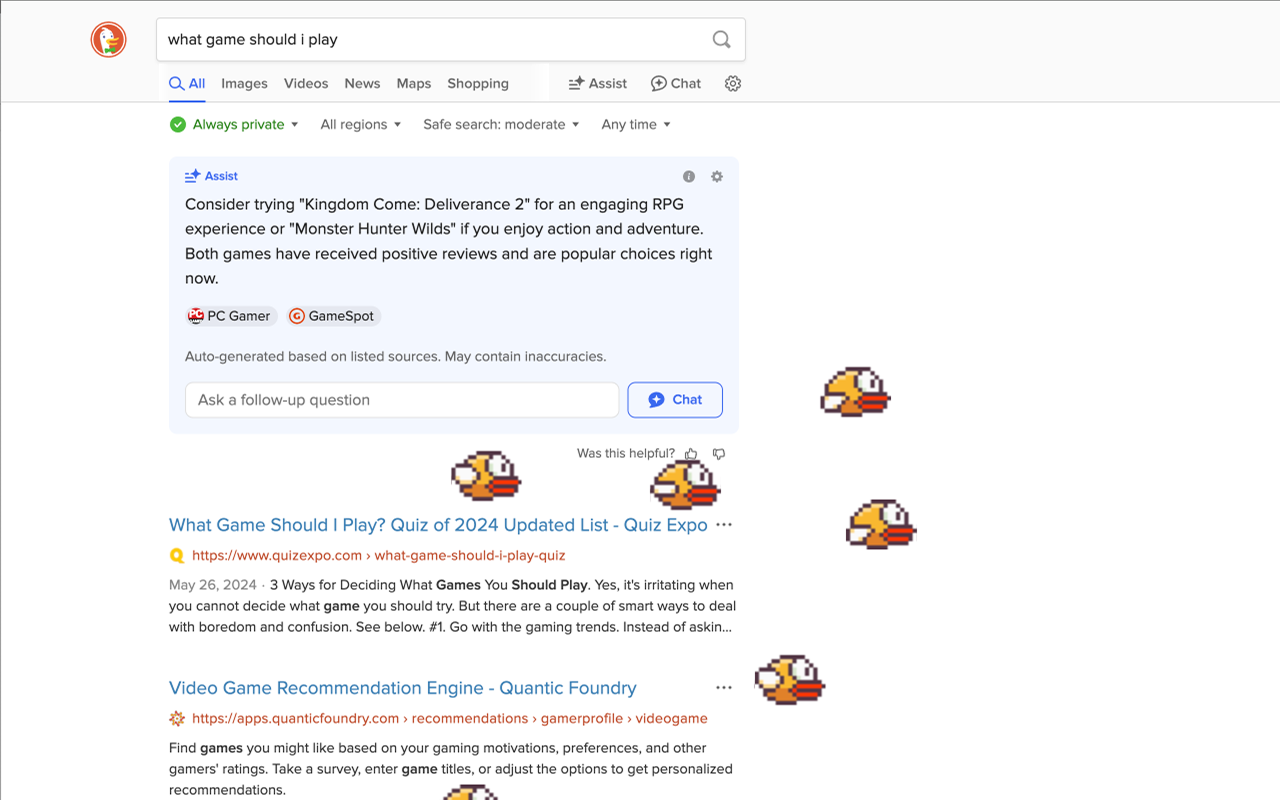 what game should i play
All Images Videos News Maps Shopping Assist Chat
Always private All regions Safe search: moderate Any time
Assist
Consider trying "Kingdom Come: Deliverance 2" for an engaging RPG
experience or "Monster Hunter Wilds" if you enjoy action and adventure.
Both games have received positive reviews and are popular choices right
now.
PC Gamer GameSpot
Auto-generated based on listed sources. May contain inaccuracies.
Ask a follow-up question Chat
Was this helpful?
What Game Should I Play? Quiz of 2024 Updated List - Quiz Expo
https://www.quizexpo.com › what-game-should-i-play-quiz
May 26, 2024 · 3 Ways for Deciding What Games You Should Play. Yes, it's irritating when
you cannot decide what game you should try. But there are a couple of smart ways to deal
with boredom and confusion. See below. #1. Go with the gaming trends. Instead of askin...
Video Game Recommendation Engine - Quantic Foundry
https://apps.quanticfoundry.com › recommendations › gamerprofile › videogame
Find games you might like based on your gaming motivations, preferences, and other
gamers' ratings. Take a survey, enter game titles, or adjust the options to get personalized
recommendations.